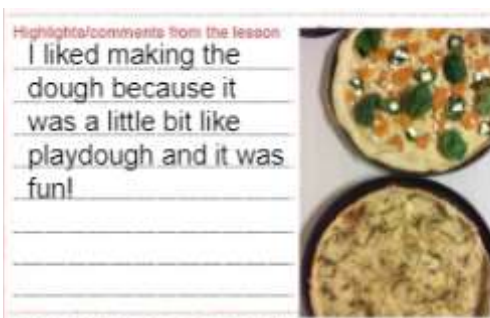 Highlights/comments from the lesson
I liked making the
dough because it
was a little bit like
playdough and it was
fun!